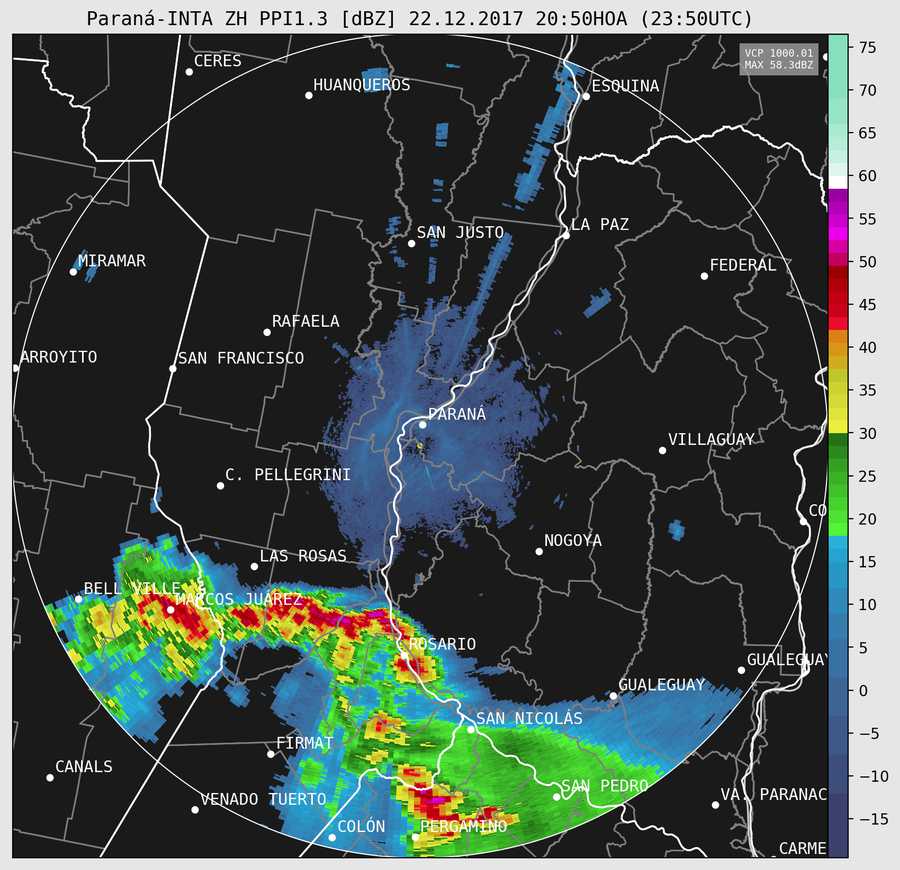 Paraná-INTA ZH PPI1.3 [dBZ] 22.12.2017 20:50HOA (23:50UTC)
VCP 1000.01
MAX 58.3dBZ
CERES
HUANQUEROS
ESQUINA
SAN JUSTO
LA PAZ
MIRAMAR
FEDERAL
RAFAELA
ARROYITO
SAN FRANCISCO
PARANÁ
VILLAGUAY
C. PELLEGRINI
CO
NOGOYA
LAS ROSAS
BELL VILLE
MARCOS JUÁREZ
ROSARIO
GUALEGUAY
GUALEGUAY
SAN NICOLÁS
FIRMAT
CANALS
VENADO TUERTO
SAN PEDRO
VA. PARANAC
COLÓN
PERGAMINO
CARME
75
70
65
60
55
50
45
40
35
30
25
20
15
10
5
0
−5
−10
−15